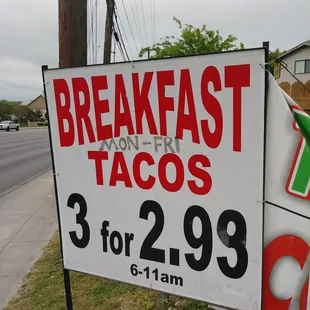 BREAKFAST
MON-FRI
TACOS
3 for 2.99
6-11am